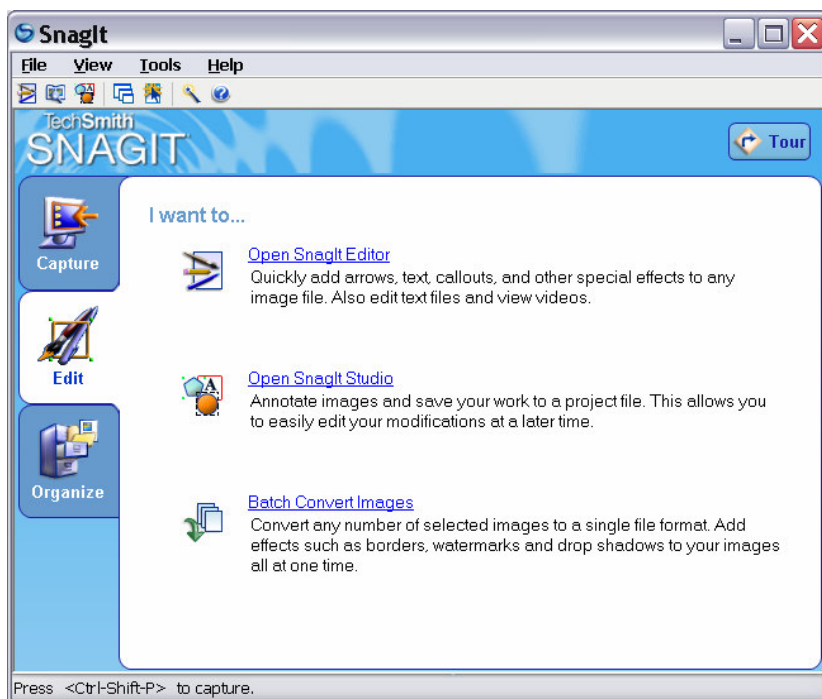 SnagIt
File View Tools Help
TechSmith
SNAGIT
Tour
Capture
Edit
Organize
I want to...
Open SnagIt Editor
Quickly add arrows, text, callouts, and other special effects to any
image file. Also edit text files and view videos.
Open SnagIt Studio
Annotate images and save your work to a project file. This allows you
to easily edit your modifications at a later time.
Batch Convert Images
Convert any number of selected images to a single file format. Add
effects such as borders, watermarks and drop shadows to your images
all at one time.
Press <Ctrl-Shift-P> to capture.